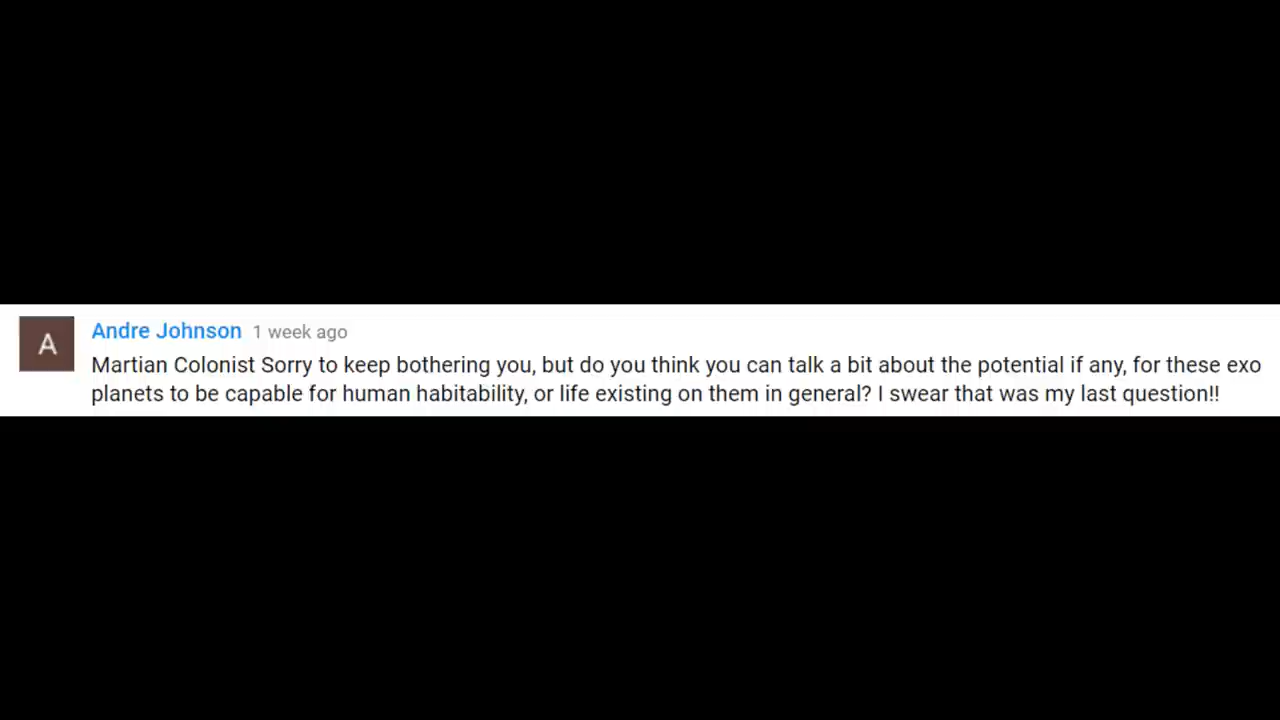 A
Andre Johnson 1 week ago
Martian Colonist Sorry to keep bothering you, but do you think you can talk a bit about the potential if any, for these exo
planets to be capable for human habitability, or life existing on them in general? I swear that was my last question!!